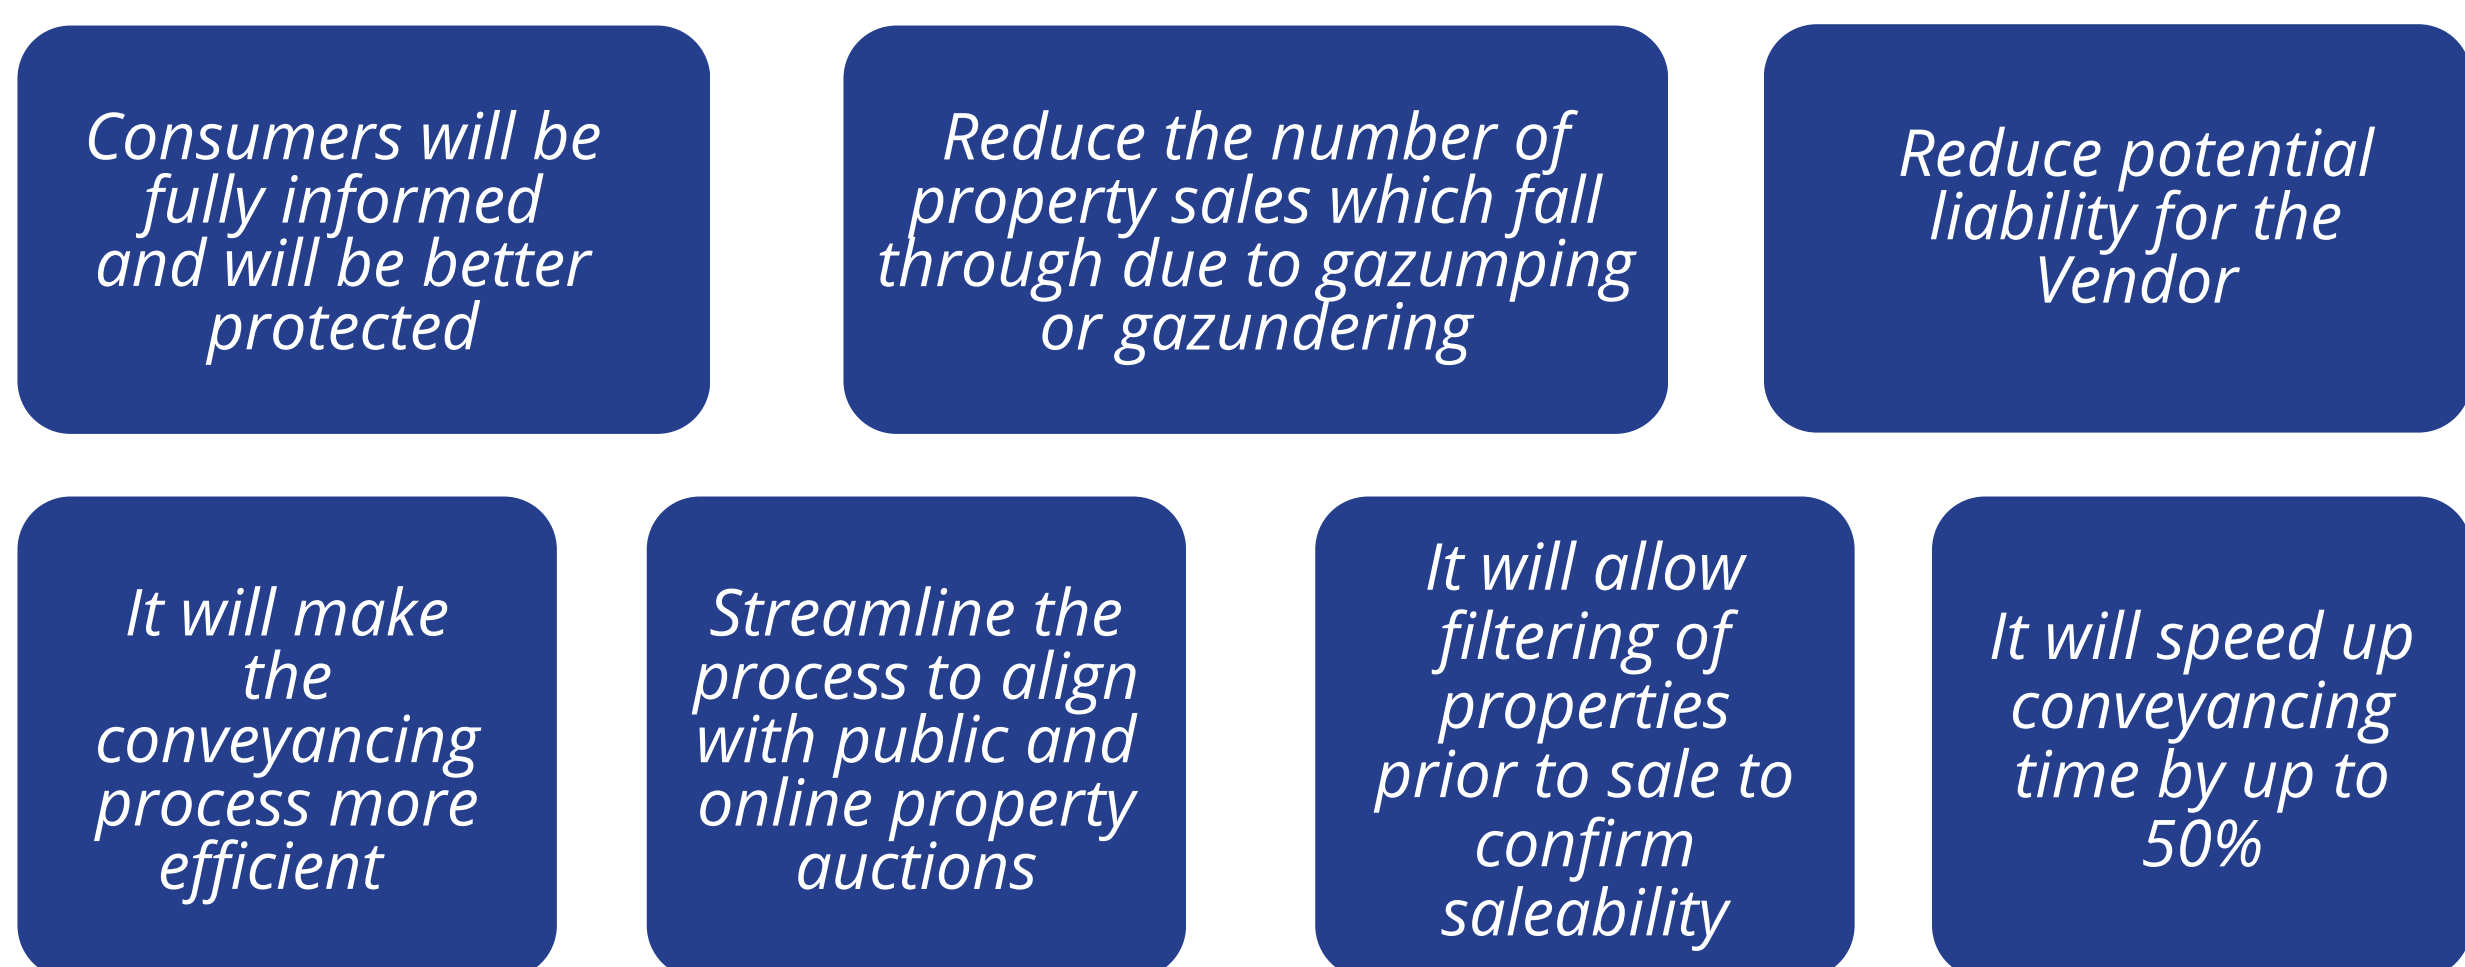 Consumers will be
fully informed
and will be better
protected
Reduce the number of
property sales which fall
through due to gazumping
or gazundering
Reduce potential
liability for the
Vendor
It will make
the
conveyancing
process more
efficient
Streamline the
process to align
with public and
online property
auctions
It will allow
filtering of
properties
prior to sale to
confirm
saleability
It will speed up
conveyancing
time by up to
50%